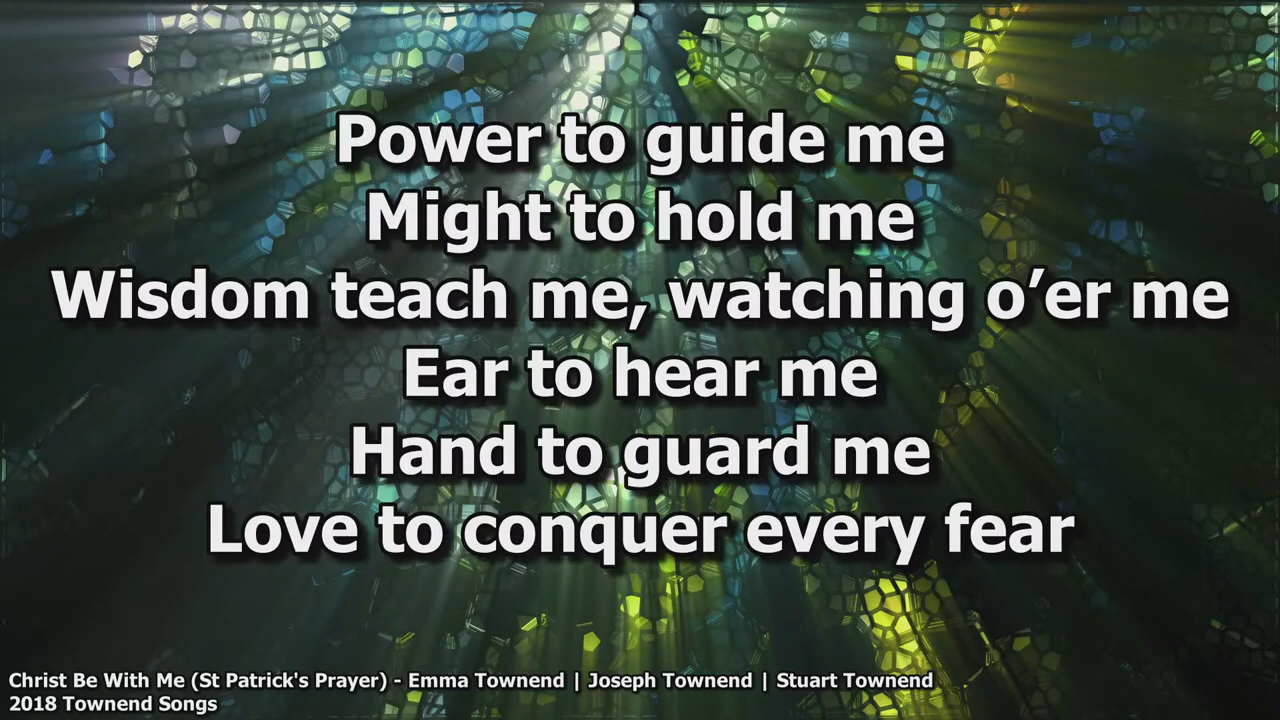 Power to guide me
Might to hold me
Wisdom teach me, watching o’er me
Ear to hear me
Hand to guard me
Love to conquer every fear
Christ Be With Me (St Patrick's Prayer) - Emma Townend | Joseph Townend | Stuart Townend
2018 Townend Songs